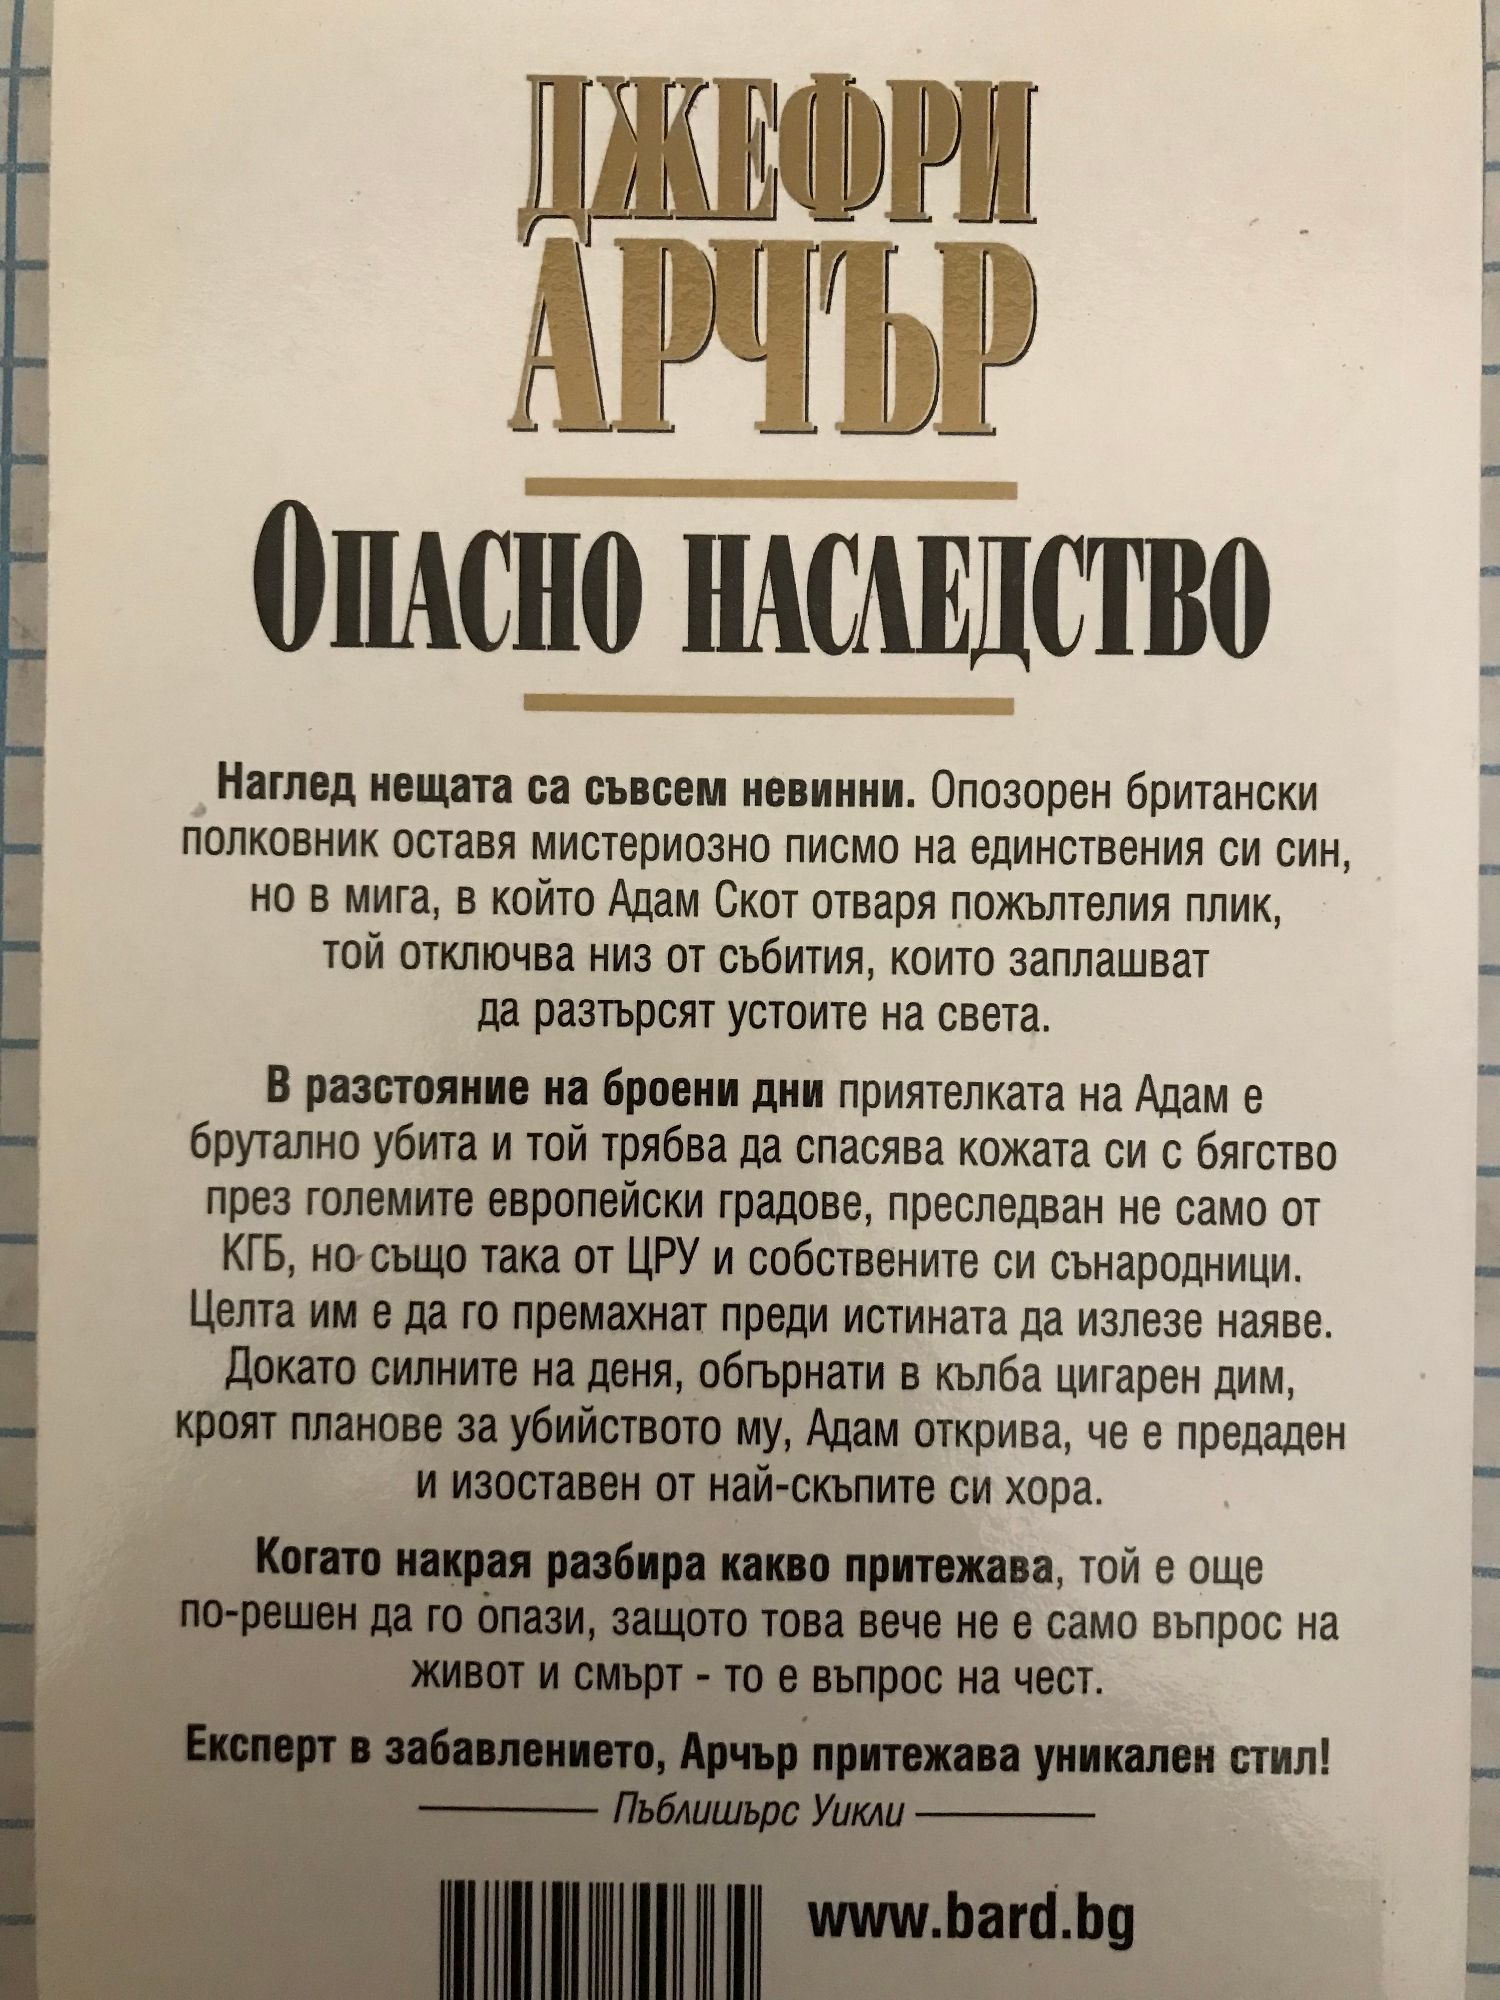 ДЖЕФРИ
АРЧЪР
ОПАСНО НАСЛЕДСТВО
Наглед нещата са съвсем невинни. Опозорен британски
полковник оставя мистериозно писмо на единствения си син,
но в мига, в който Адам Скот отваря пожълтелия плик,
той отключва низ от събития, които заплашват
да разтърсят устоите на света.
В разстояние на броени дни приятелката на Адам е
брутално убита и той трябва да спасява кожата си с бягство
през големите европейски градове, преследван не само от
КГБ, но също така от ЦРУ и собствените си сънародници.
Целта им е да го премахнат преди истината да излезе наяве.
Докато силните на деня, обгърнати в кълба цигарен дим,
кроят планове за убийството му, Адам открива, че е предаден
и изоставен от най-скъпите си хора.
Когато накрая разбира какво притежава, той е още
по-решен да го опази, защото това вече не е само въпрос на
живот и смърт - то е въпрос на чест.
Експерт в забавлението, Арчър притежава уникален стил!
Пъблишърс Уикли
www.bard.bg